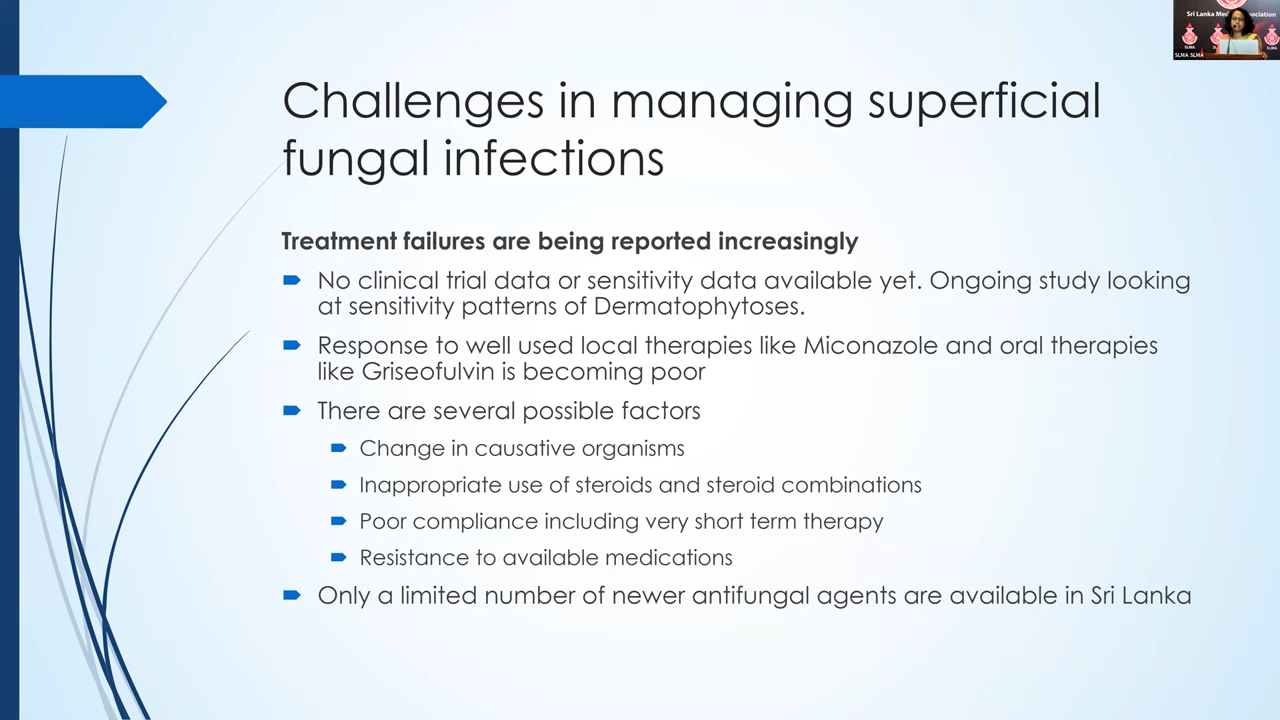 Sri Lanka Medical Association
SLMA
SLMA SLMA
Challenges in managing superficial
fungal infections
Treatment failures are being reported increasingly
No clinical trial data or sensitivity data available yet. Ongoing study looking
at sensitivity patterns of Dermatophytoses.
Response to well used local therapies like Miconazole and oral therapies
like Griseofulvin is becoming poor
There are several possible factors
Change in causative organisms
Inappropriate use of steroids and steroid combinations
Poor compliance including very short term therapy
Resistance to available medications
Only a limited number of newer antifungal agents are available in Sri Lanka